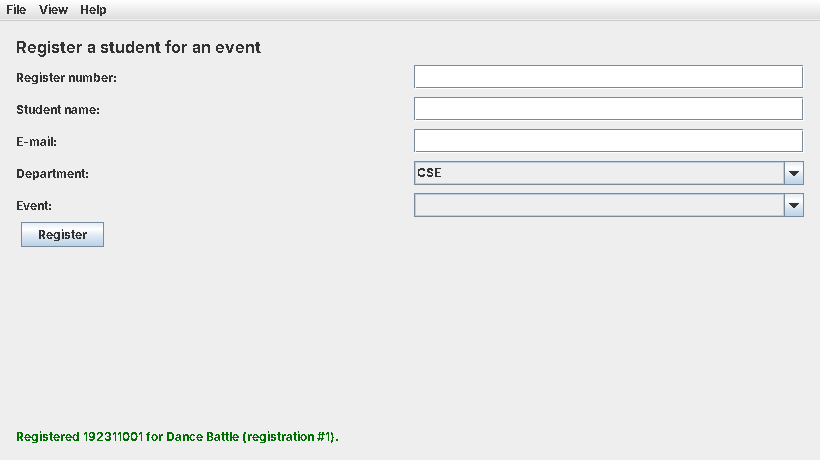 File View Help
Register a student for an event
Register number:
Student name:
E-mail:
Department: CSE
Event:
Register
Registered 192311001 for Dance Battle (registration #1).